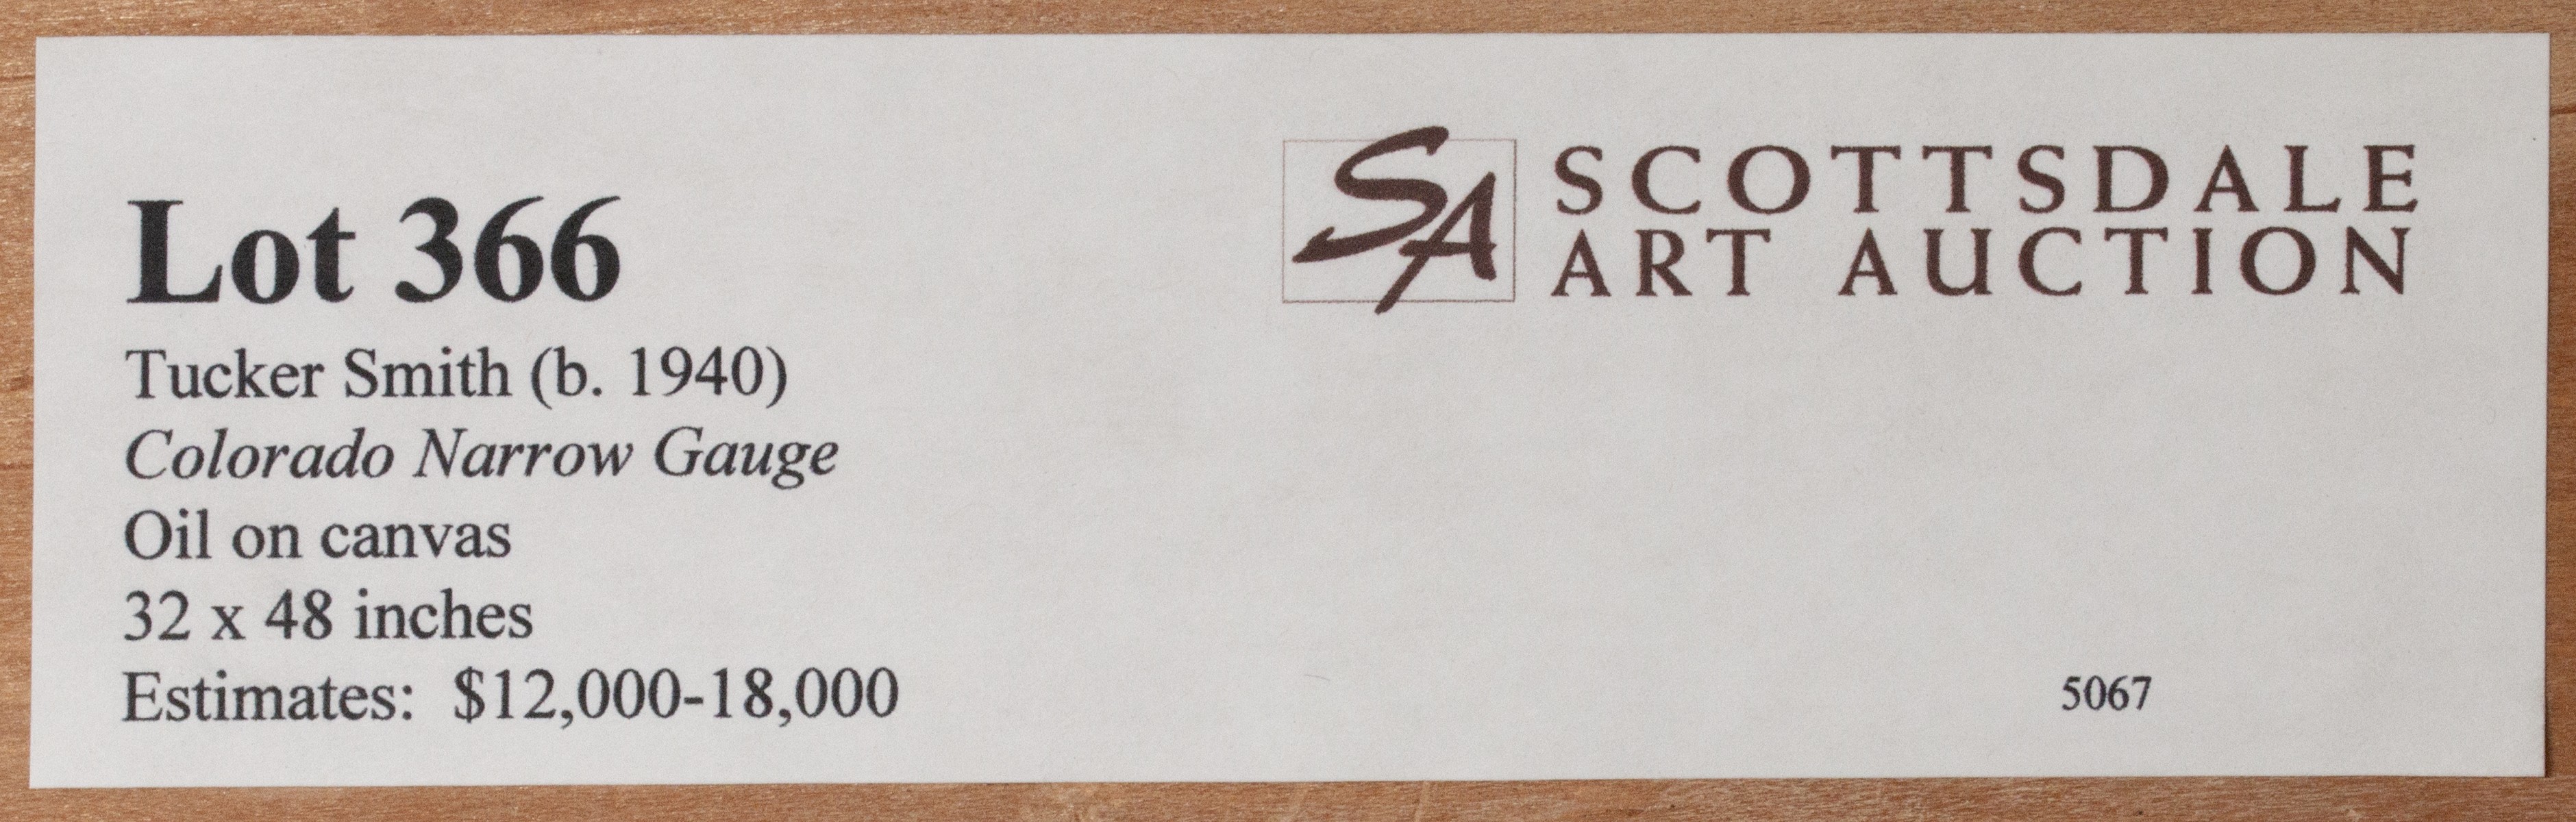 SA SCOTTSDALE
ART AUCTION
Lot 366
Tucker Smith (b. 1940)
Colorado Narrow Gauge
Oil on canvas
32 x 48 inches
Estimates: $12,000-18,000
5067